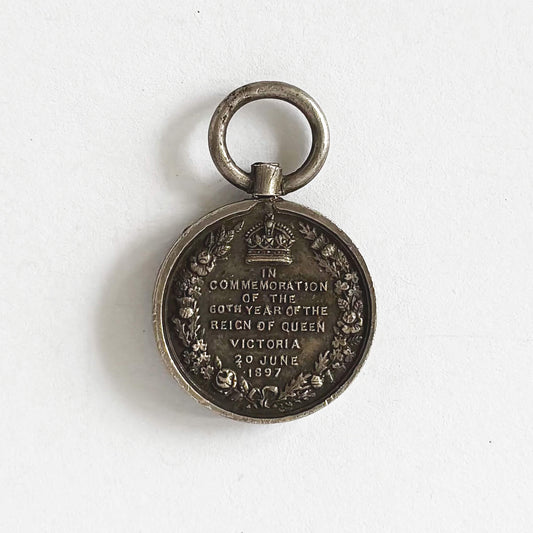 IN
COMMEMORATION
OF THE
60TH YEAR OF THE
REIGN OF QUEEN
VICTORIA
20 JUNE
1897